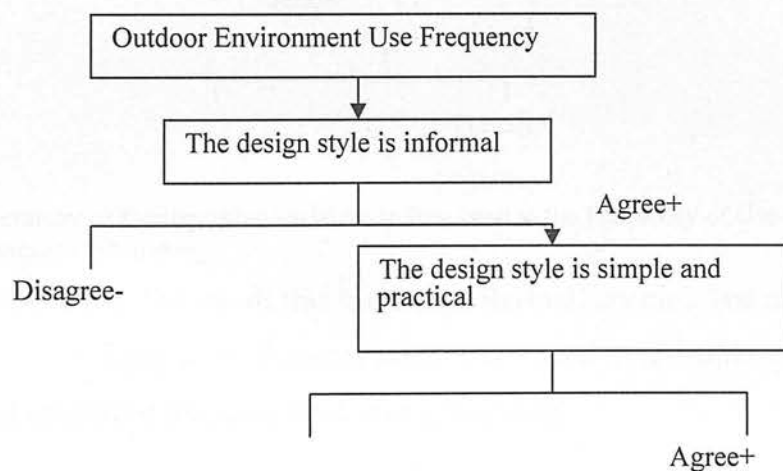 Outdoor Environment Use Frequency
The design style is informal
Agree+
The design style is simple and
practical
Disagree-
Agree+